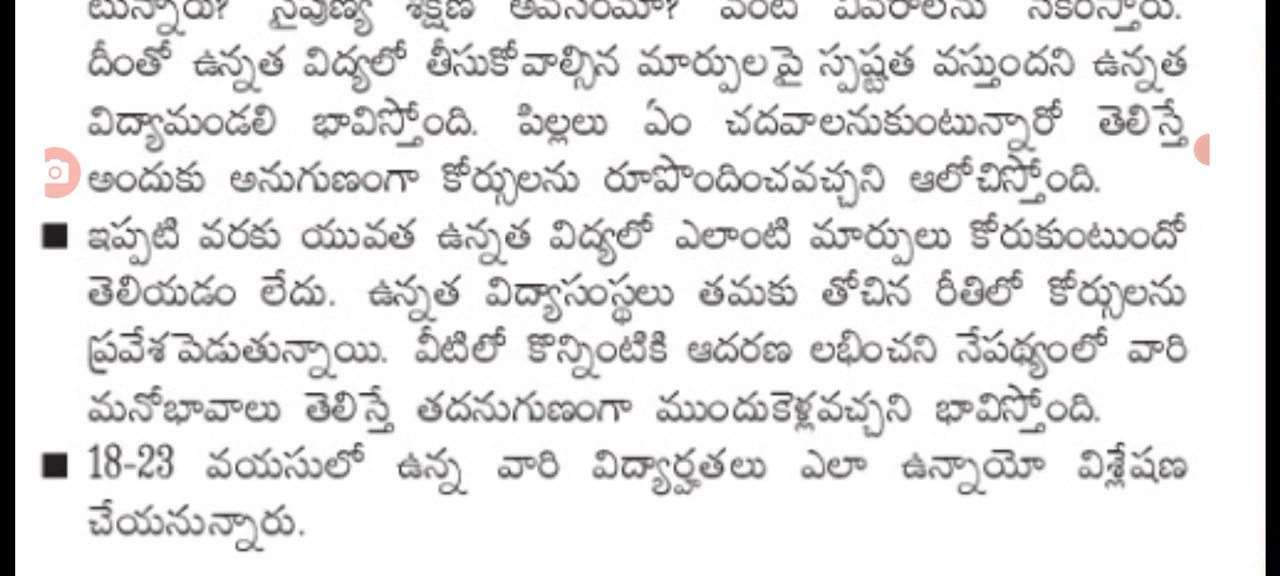 దీంతో ఉన్నత విద్యలో తీసుకోవాల్సిన మార్పులపై స్పష్టత వస్తుందని ఉన్నత
విద్యామండలి భావిస్తోంది. పిల్లలు ఏం చదవాలనుకుంటున్నారో తెలిస్తే
అందుకు అనుగుణంగా కోర్సులను రూపొందించవచ్చని ఆలోచిస్తోంది.
■ ఇప్పటి వరకు యువత ఉన్నత విద్యలో ఎలాంటి మార్పులు కోరుకుంటుందో
తెలియడం లేదు. ఉన్నత విద్యాసంస్థలు తమకు తోచిన రీతిలో కోర్సులను
ప్రవేశపెడుతున్నాయి. వీటిలో కొన్నింటికి ఆదరణ లభించని నేపథ్యంలో వారి
మనోభావాలు తెలిస్తే తదనుగుణంగా ముందుకెళ్లవచ్చని భావిస్తోంది.
■ 18-23 వయసులో ఉన్న వారి విద్యార్హతలు ఎలా ఉన్నాయో విశ్లేషణ
చేయనున్నారు.